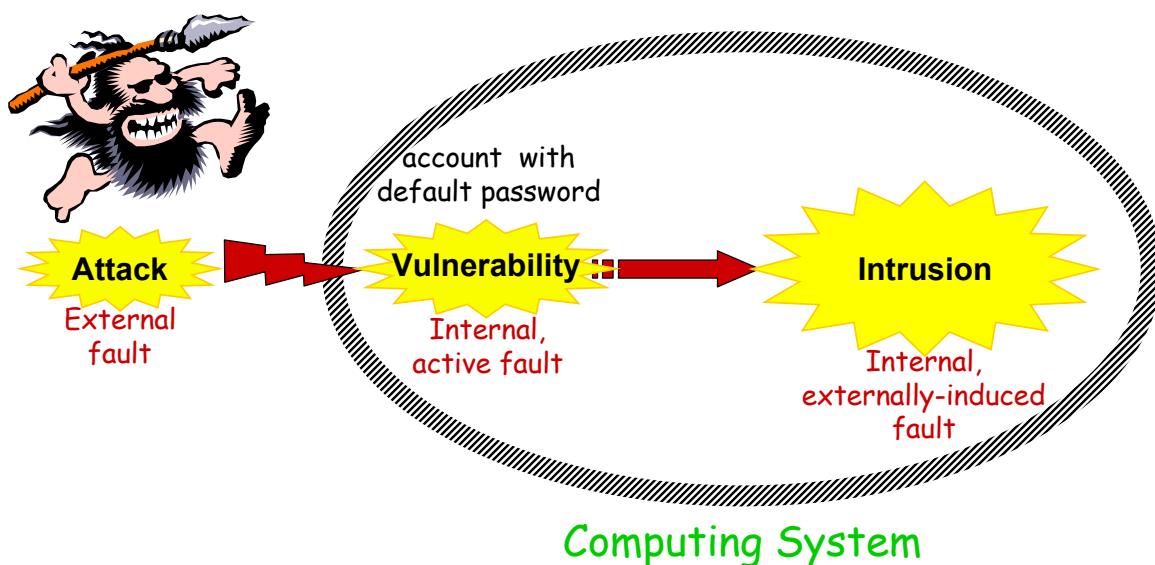 account with
default password
Attack
Vulnerability
Intrusion
External
fault
Internal,
active fault
Internal,
externally-induced
fault
Computing System